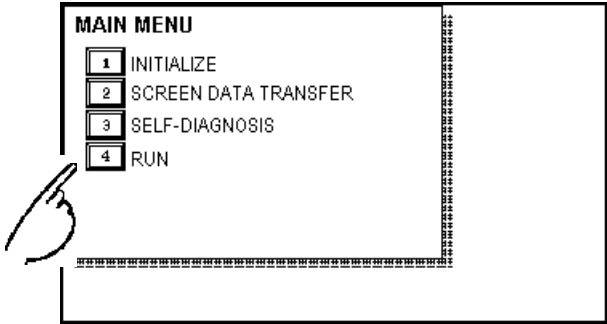 MAIN MENU
1 INITIALIZE
2 SCREEN DATA TRANSFER
3 SELF-DIAGNOSIS
4 RUN